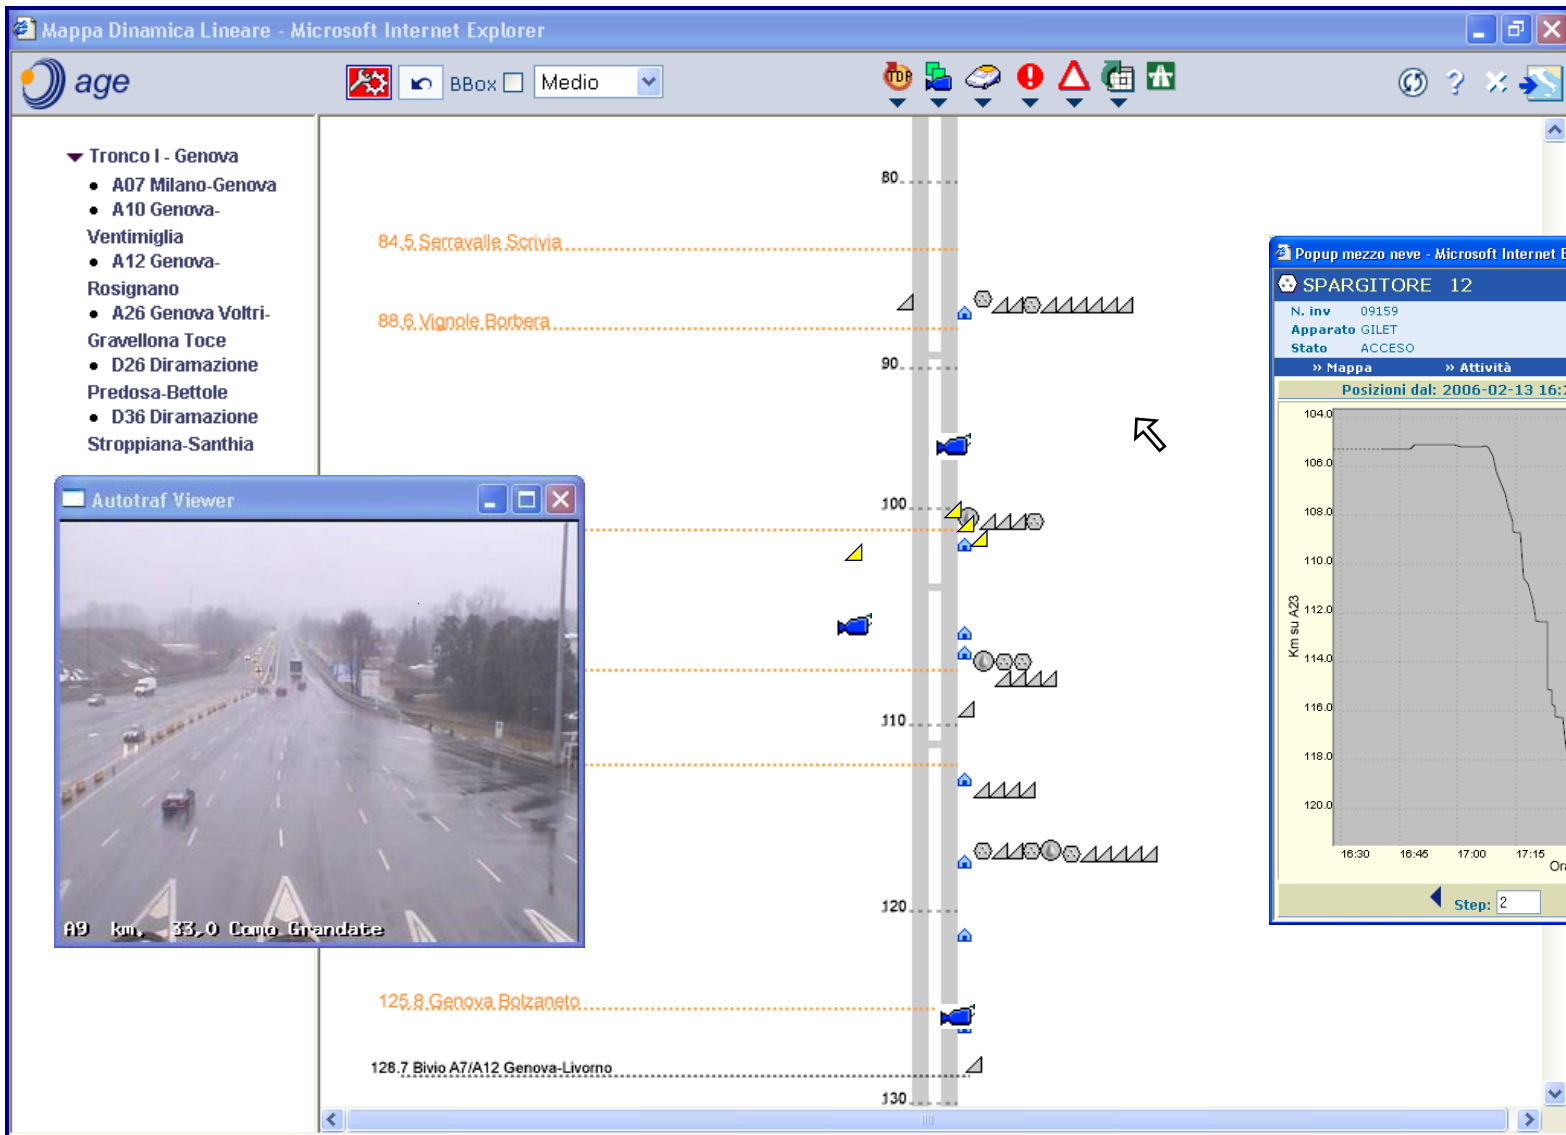 Mappa Dinamica Lineare - Microsoft Internet Explorer
age
BBox
Medio
TDP
Tronco I - Genova
A07 Milano-Genova
A10 Genova-
Ventimiglia
A12 Genova-
Rosignano
A26 Genova Voltri-
Gravellona Toce
D26 Diramazione
Predosa-Bettole
D36 Diramazione
Stroppiana-Santhia
80
84.5 Serravalle Scrivia
88.6 Vignole Borbera
90
100
110
120
125.8 Genova Bolzaneto
128.7 Bivio A7/A12 Genova-Livorno
130
Autotraf Viewer
A9 km. 33,0 Como Grandate
Popup mezzo neve - Microsoft Internet E
SPARGITORE 12
N. inv 09159
Apparato GILET
Stato ACCESO
» Mappa » Attività
Posizioni dal: 2006-02-13 16:
104.0
106.0
108.0
110.0
112.0
114.0
116.0
118.0
120.0
Km su A23
16:30 16:45 17:00 17:15
Ora
Step: 2